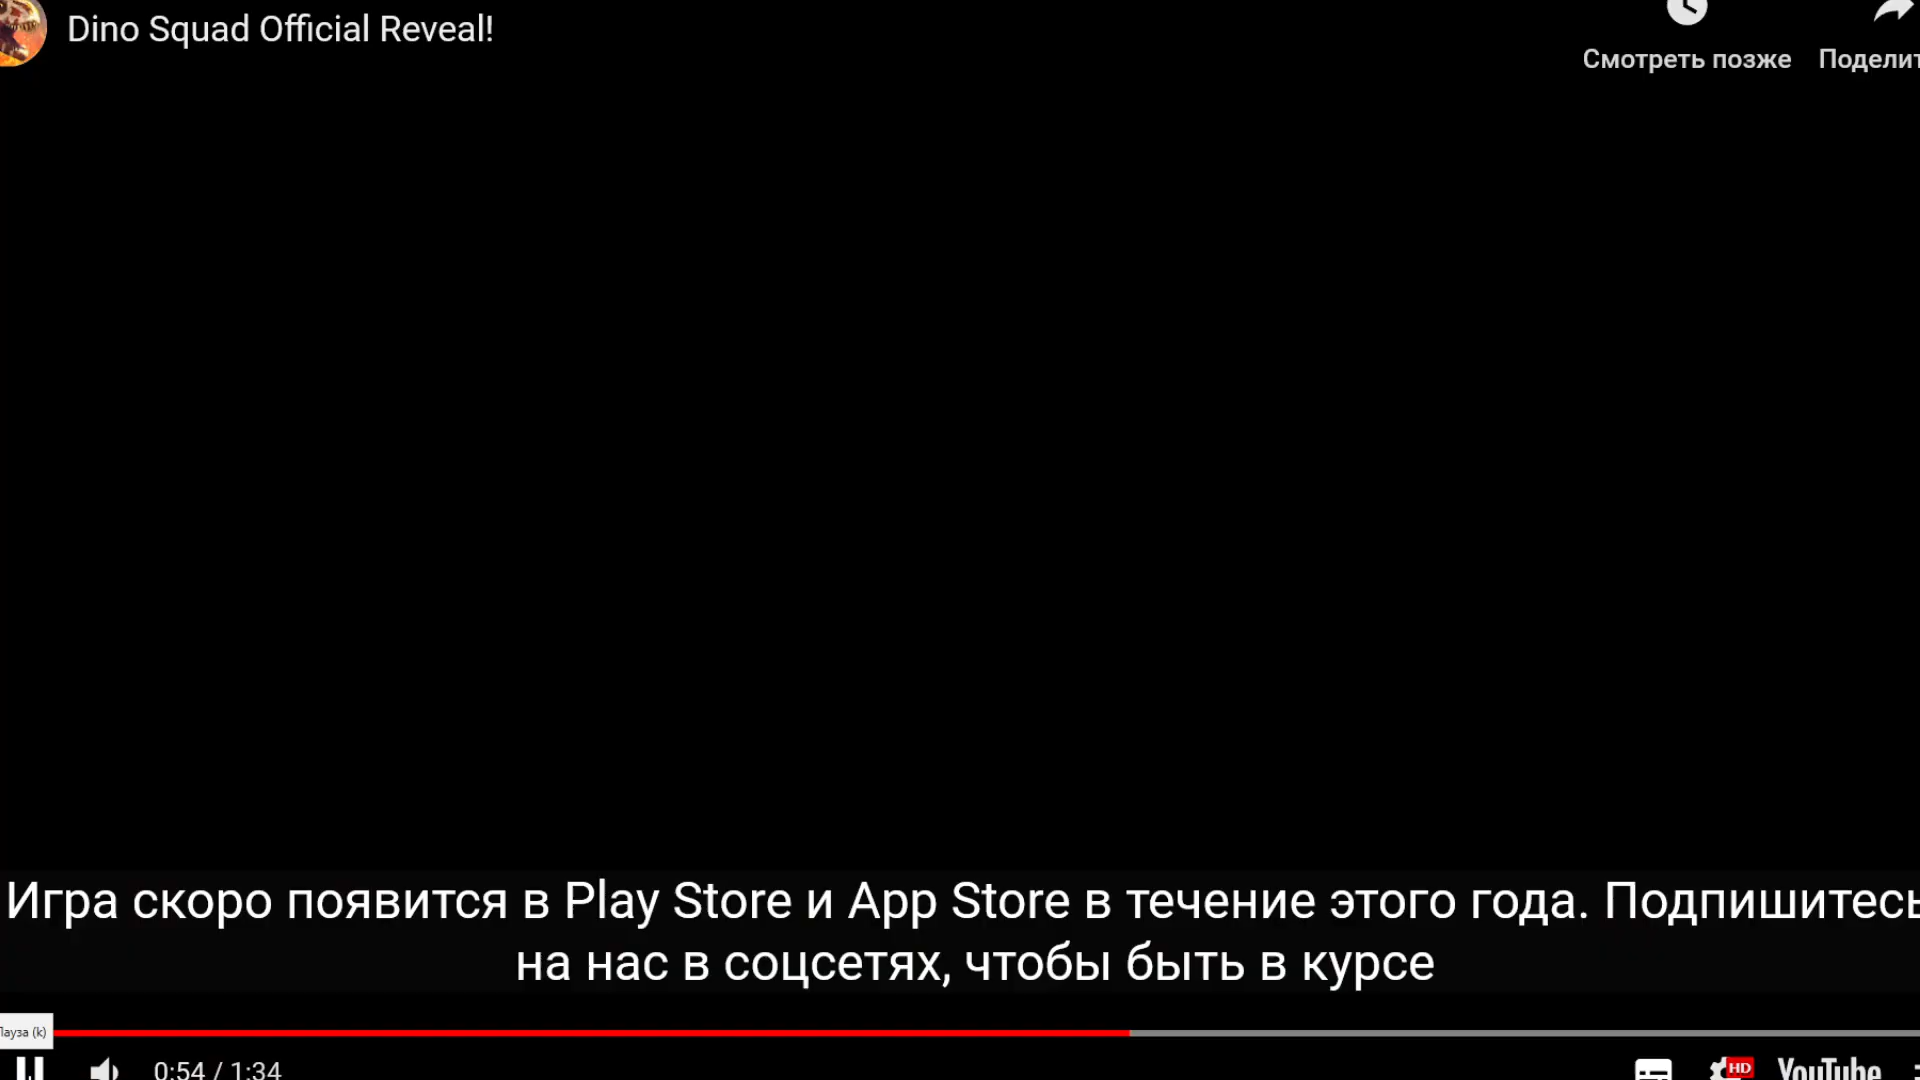 Dino Squad Official Reveal!
Смотреть позже
Игра скоро появится в Play Store и App Store в течение этого года. Подпишитесь
на нас в соцсетях, чтобы быть в курсе
(k)
0:54 / 1:34
HD
YouTube